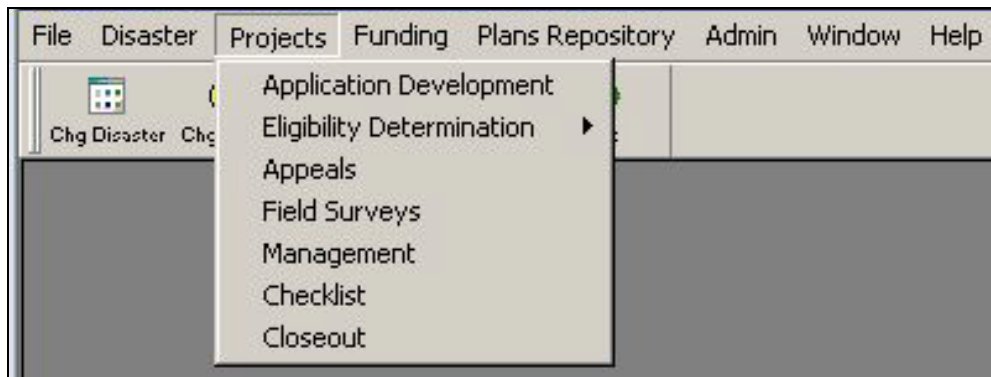 File Disaster Projects Funding Plans Repository Admin Window Help
Chg Disaster Chg
Application Development
Eligibility Determination
Appeals
Field Surveys
Management
Checklist
Closeout